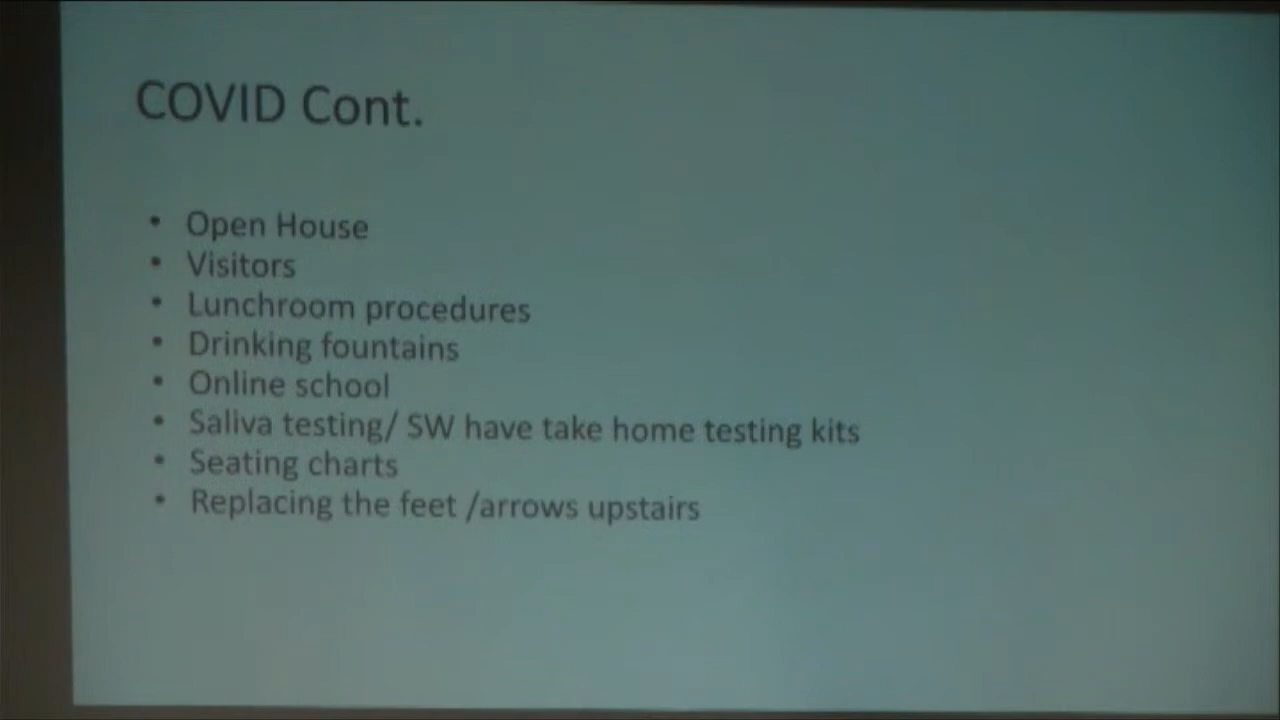 COVID Cont.
• Open House
• Visitors
• Lunchroom procedures
• Drinking fountains
• Online school
• Saliva testing/ SW have take home testing kits
• Seating charts
• Replacing the feet /arrows upstairs